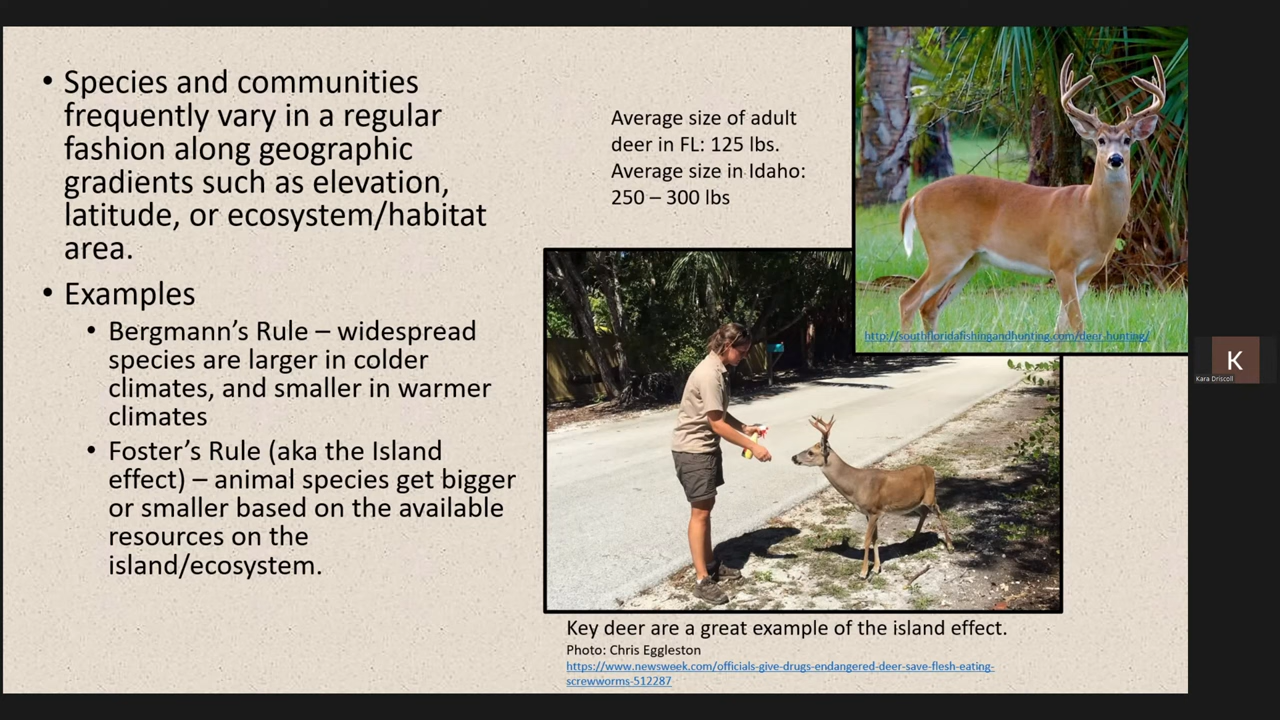 • Species and communities
frequently vary in a regular
fashion along geographic
gradients such as elevation,
latitude, or ecosystem/habitat
area.
• Examples
• Bergmann's Rule – widespread
species are larger in colder
climates, and smaller in warmer
climates
• Foster's Rule (aka the Island
effect) – animal species get bigger
or smaller based on the available
resources on the
island/ecosystem.
Average size of adult
deer in FL: 125 lbs.
Average size in Idaho:
250 – 300 lbs
http://southfloridafishingandhunting.com/deer-hunting/
Key deer are a great example of the island effect.
Photo: Chris Eggleston
https://www.newsweek.com/officials-give-drugs-endangered-deer-save-flesh-eating-
screwworms-512287
K
Kara Driscoll